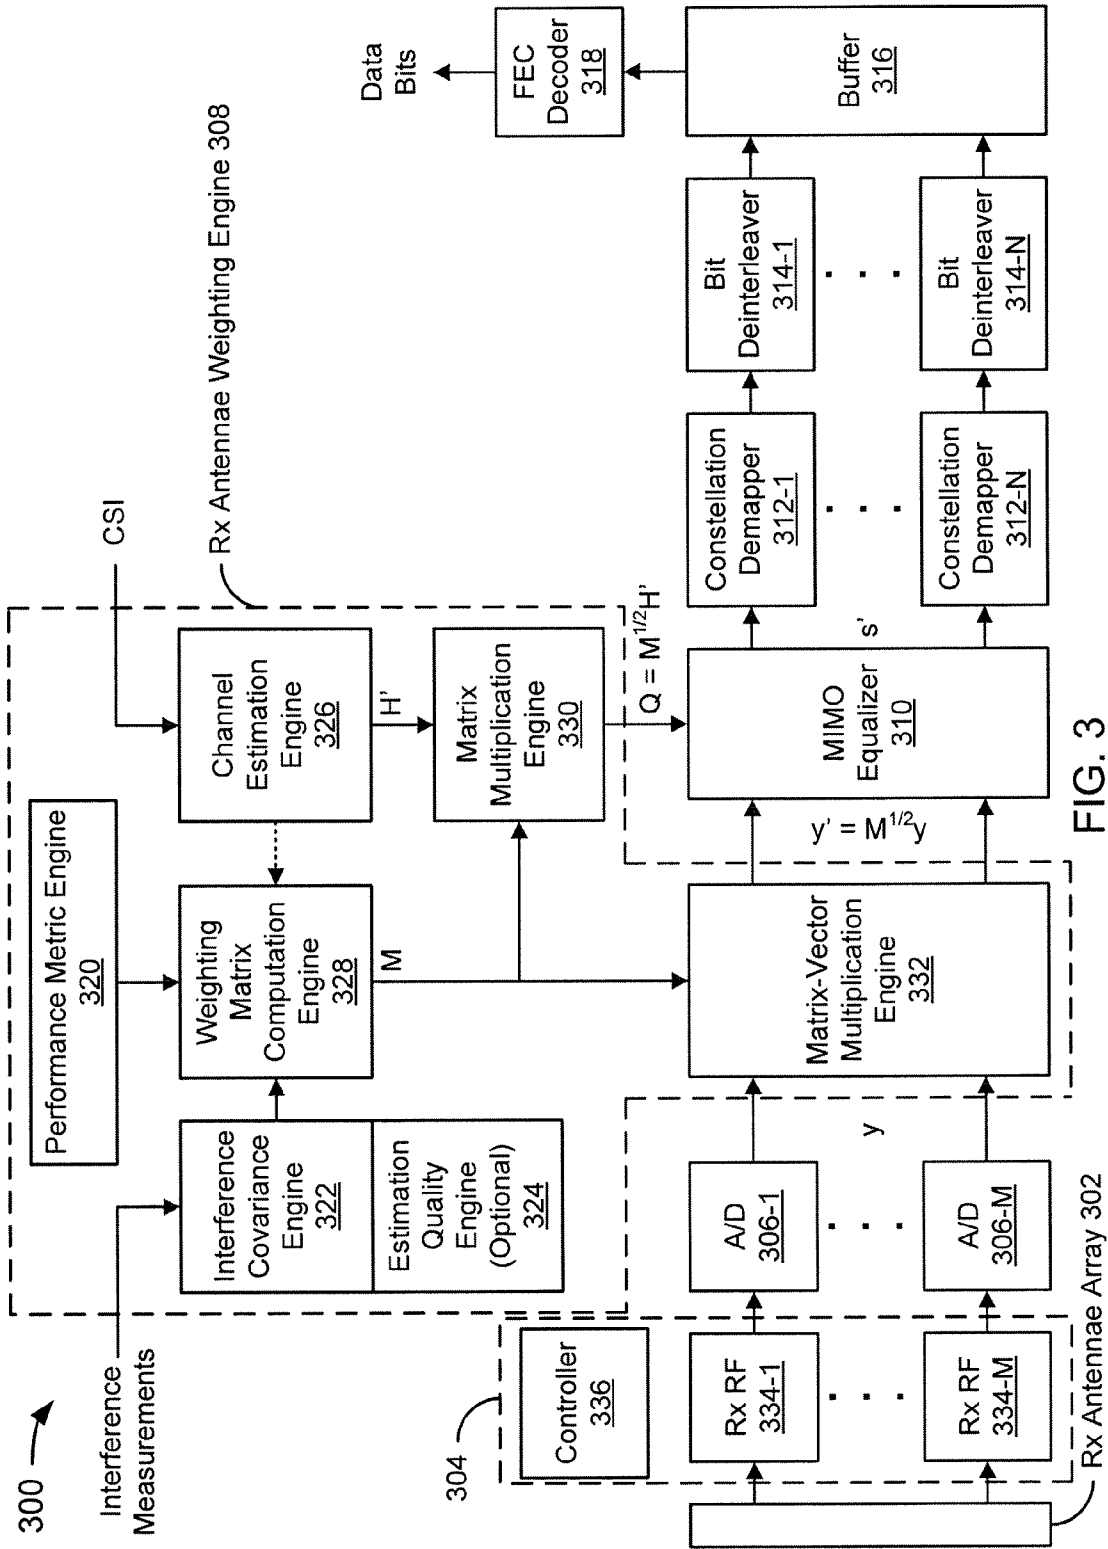 300
Interference
Measurements
Performance Metric Engine
320
CSI
Rx Antennae Weighting Engine 308
Interference
Covariance
Engine
322
Estimation
Quality
Engine
(Optional)
324
Weighting
Matrix
Computation
Engine
328
Channel
Estimation
Engine
326
M
H'
Matrix
Multiplication
Engine
330
Q = M1/2H'
304
Controller
336
Rx RF
334-1
Rx RF
334-M
Rx Antennae Array 302
A/D
306-1
A/D
306-M
y
Matrix-Vector
Multiplication
Engine
332
y' = M1/2y
MIMO
Equalizer
310
s'
Constellation
Demapper
312-1
Constellation
Demapper
312-N
Bit
Deinterleaver
314-1
Bit
Deinterleaver
314-N
Buffer
316
FEC
Decoder
318
Data
Bits
FIG. 3